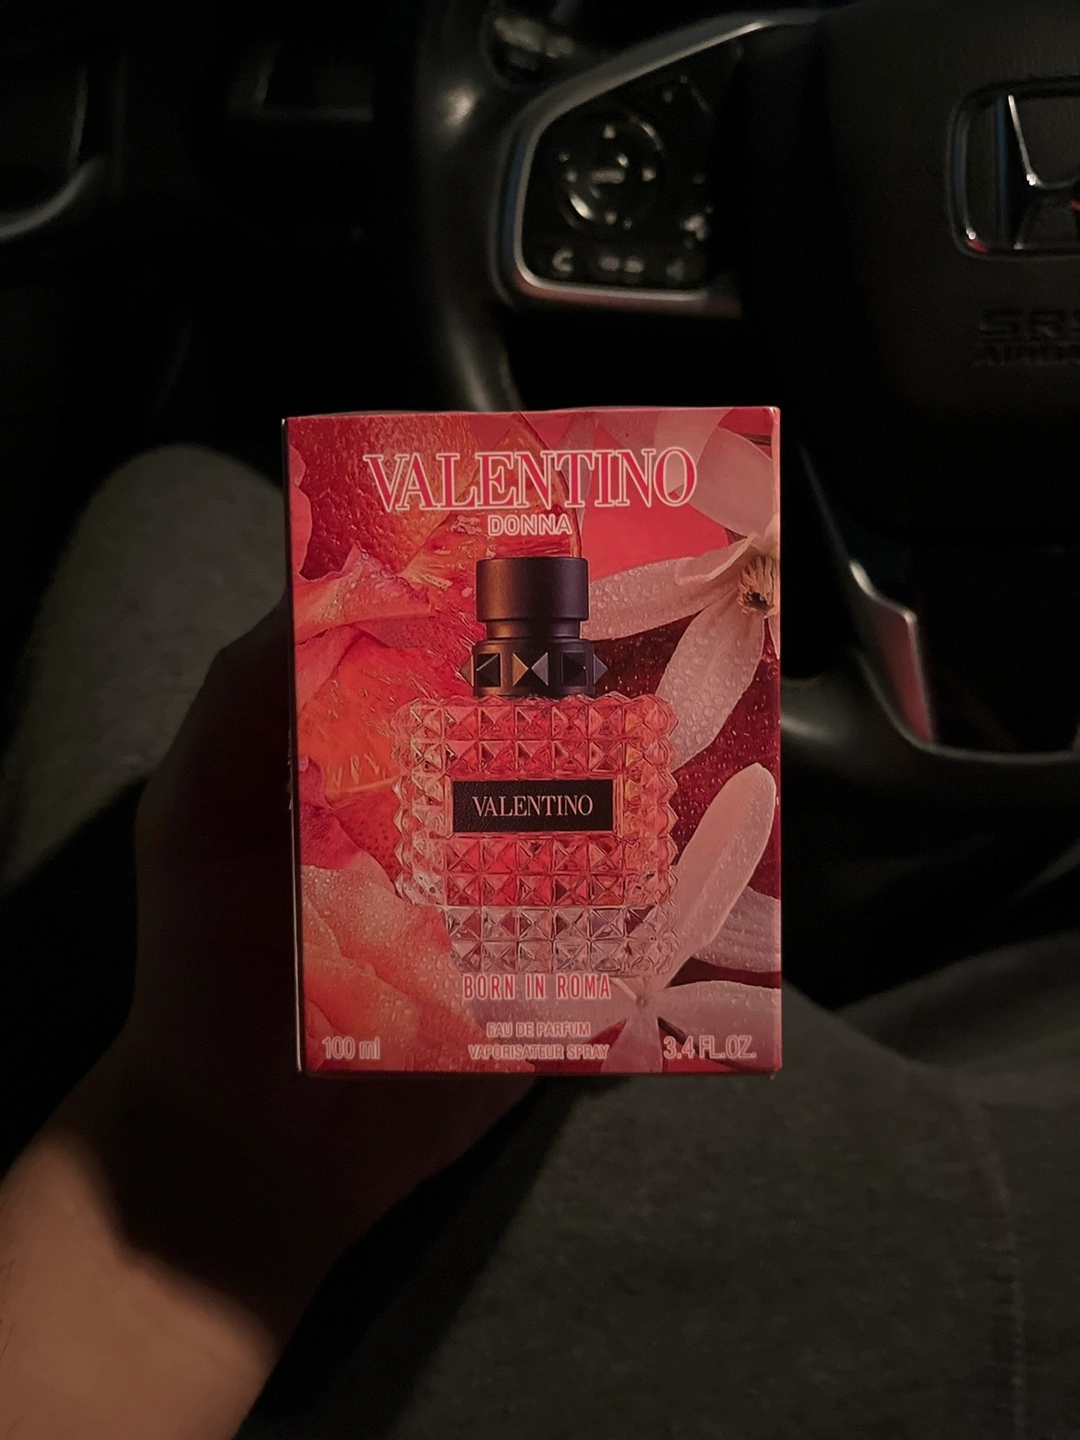 VALENTINO
DONNA
VALENTINO
BORN IN ROMA
EAU DE PARFUM
VAPORISATEUR SPRAY
100 ml
3.4 FL.OZ.